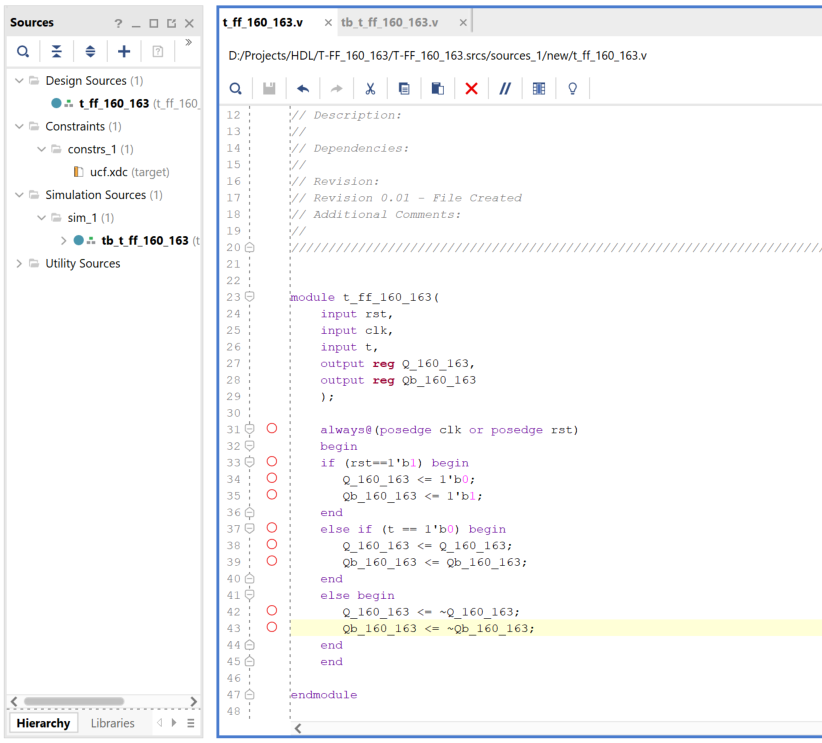 Sources
Design Sources (1)
t_ff_160_163 (t_ff_160_
Constraints (1)
constrs_1 (1)
ucf.xdc (target)
Simulation Sources (1)
sim_1 (1)
tb_t_ff_160_163 (t
Utility Sources
Hierarchy Libraries
t_ff_160_163.v × tb_t_ff_160_163.v ×
D:/Projects/HDL/T-FF_160_163/T-FF_160_163.srcs/sources_1/new/t_ff_160_163.v
12 // Description:
13 //
14 // Dependencies:
15 //
16 // Revision:
17 // Revision 0.01 - File Created
18 // Additional Comments:
19 //
20 //////////////////////////////////////////////////////////////////////////
21
22
23 module t_ff_160_163(
24 input rst,
25 input clk,
26 input t,
27 output reg Q_160_163,
28 output reg Qb_160_163
29 );
30
31 always@(posedge clk or posedge rst)
32 begin
33 if (rst==1'b1) begin
34 Q_160_163 <= 1'b0;
35 Qb_160_163 <= 1'b1;
36 end
37 else if (t == 1'b0) begin
38 Q_160_163 <= Q_160_163;
39 Qb_160_163 <= Qb_160_163;
40 end
41 else begin
42 Q_160_163 <= ~Q_160_163;
43 Qb_160_163 <= ~Qb_160_163;
44 end
45 end
46
47 endmodule
48